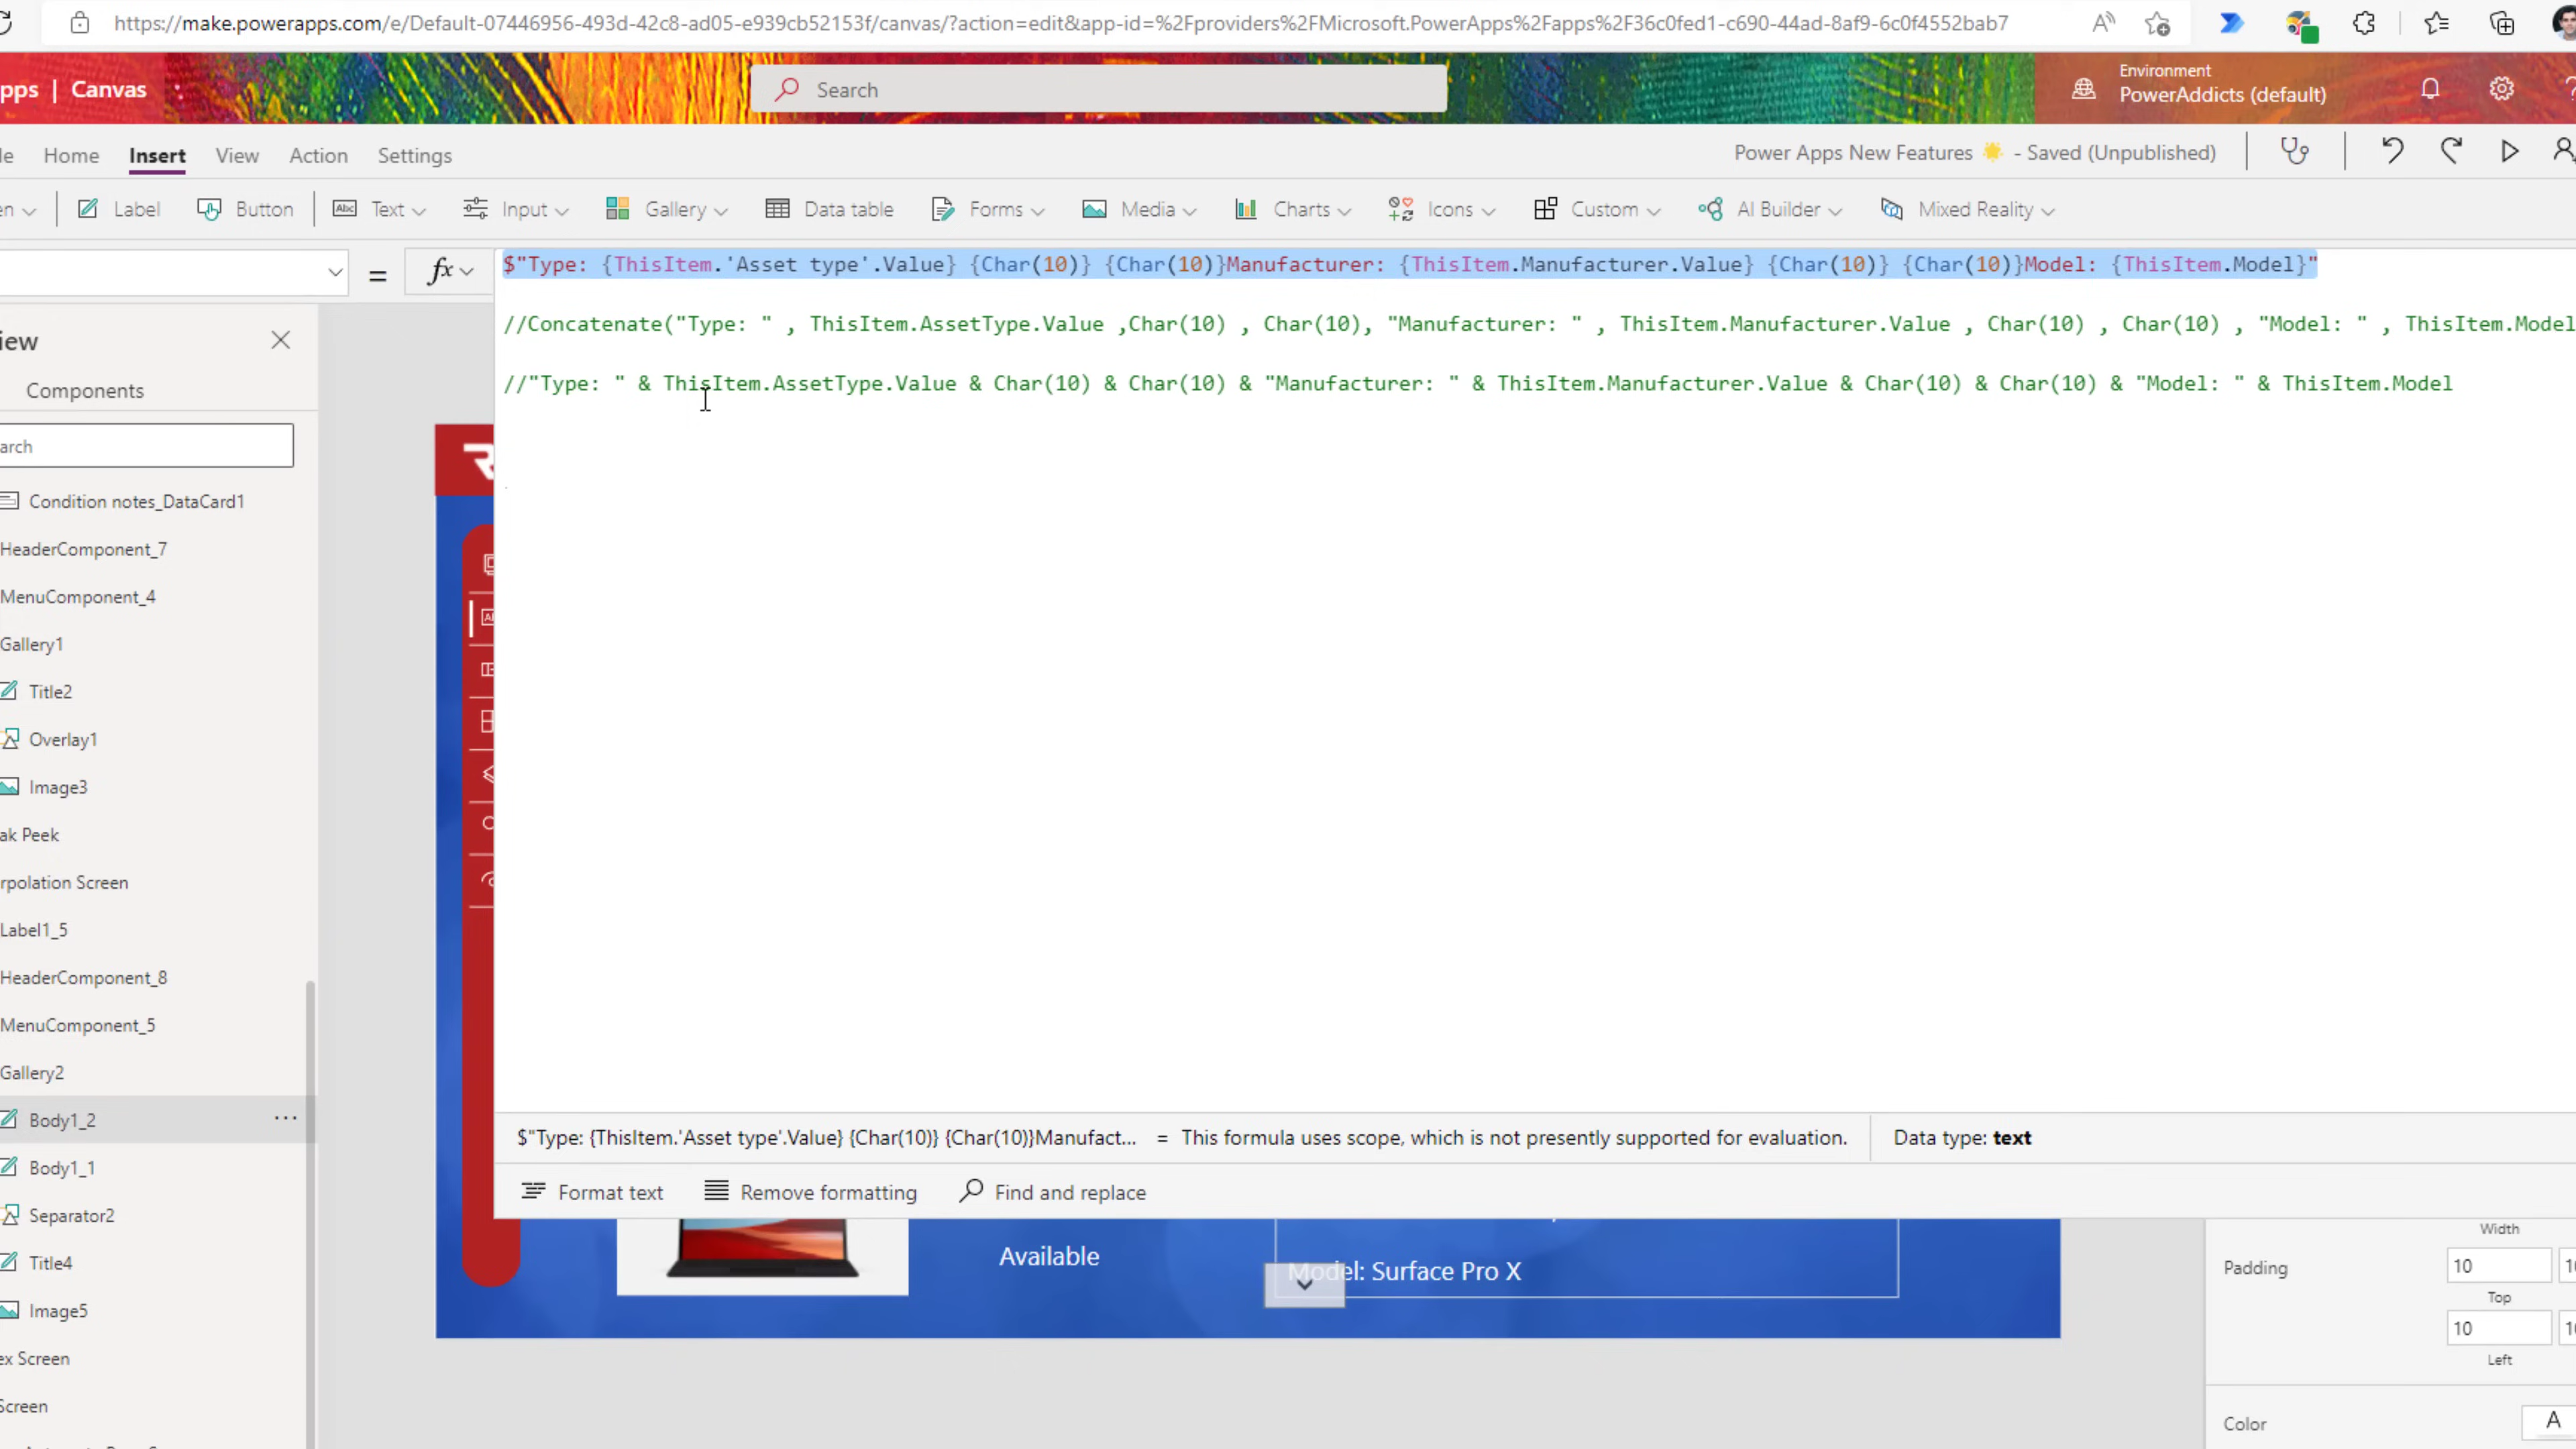 https://make.powerapps.com/e/Default-07446956-493d-42c8-ad05-e939cb52153f/canvas/?action=edit&app-id=%2Fproviders%2FMicrosoft.PowerApps%2Fapps%2F36c0fed1-c690-44ad-8af9-6c0f4552bab7
pps | Canvas
Search
Environment
PowerAddicts (default)
le Home Insert View Action Settings
Power Apps New Features - Saved (Unpublished)
en Label Button Text Input Gallery Data table Forms Media Charts Icons Custom AI Builder Mixed Reality
= fx
$"Type: {ThisItem.'Asset type'.Value} {Char(10)} {Char(10)}Manufacturer: {ThisItem.Manufacturer.Value} {Char(10)} {Char(10)}Model: {ThisItem.Model}"
//Concatenate("Type: " , ThisItem.AssetType.Value ,Char(10) , Char(10), "Manufacturer: " , ThisItem.Manufacturer.Value , Char(10) , Char(10) , "Model: " , ThisItem.Model
//"Type: " & ThisItem.AssetType.Value & Char(10) & Char(10) & "Manufacturer: " & ThisItem.Manufacturer.Value & Char(10) & Char(10) & "Model: " & ThisItem.Model
iew
Components
arch
Condition notes_DataCard1
HeaderComponent_7
MenuComponent_4
Gallery1
Title2
Overlay1
Image3
ak Peek
rpolation Screen
Label1_5
HeaderComponent_8
MenuComponent_5
Gallery2
Body1_2 ...
Body1_1
Separator2
Title4
Image5
ex Screen
Screen
$"Type: {ThisItem.'Asset type'.Value} {Char(10)} {Char(10)}Manufact... = This formula uses scope, which is not presently supported for evaluation. Data type: text
Format text Remove formatting Find and replace
Available
Model: Surface Pro X
Width
Padding 10
Top
10
Left
Color A